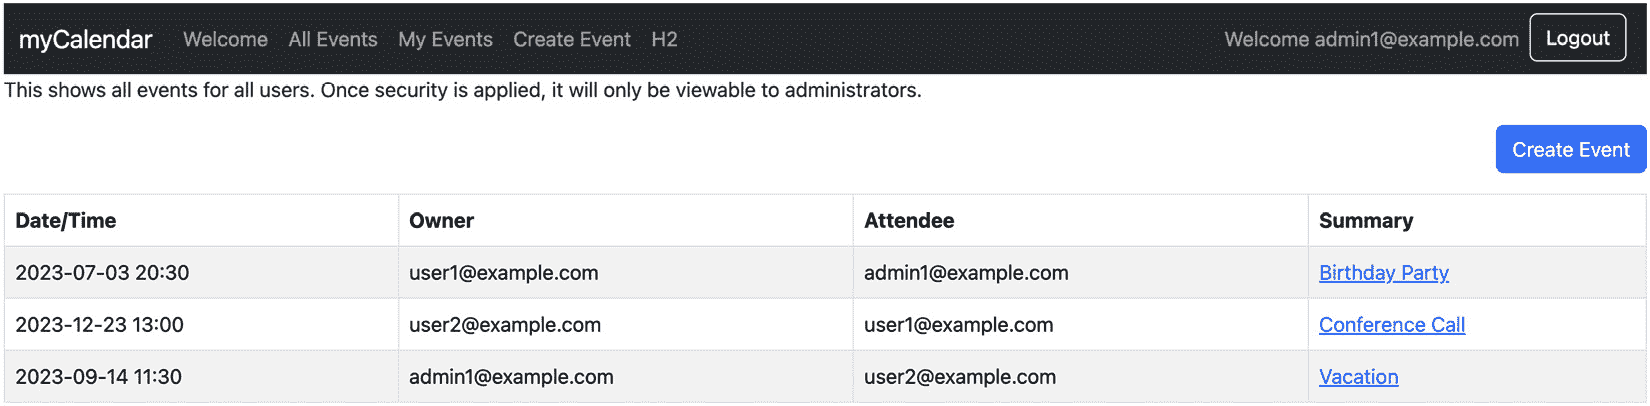 myCalendar Welcome All Events My Events Create Event H2 Welcome admin1@example.com Logout
This shows all events for all users. Once security is applied, it will only be viewable to administrators.
Create Event
Date/Time Owner Attendee Summary
2023-07-03 20:30 user1@example.com admin1@example.com Birthday Party
2023-12-23 13:00 user2@example.com user1@example.com Conference Call
2023-09-14 11:30 admin1@example.com user2@example.com Vacation